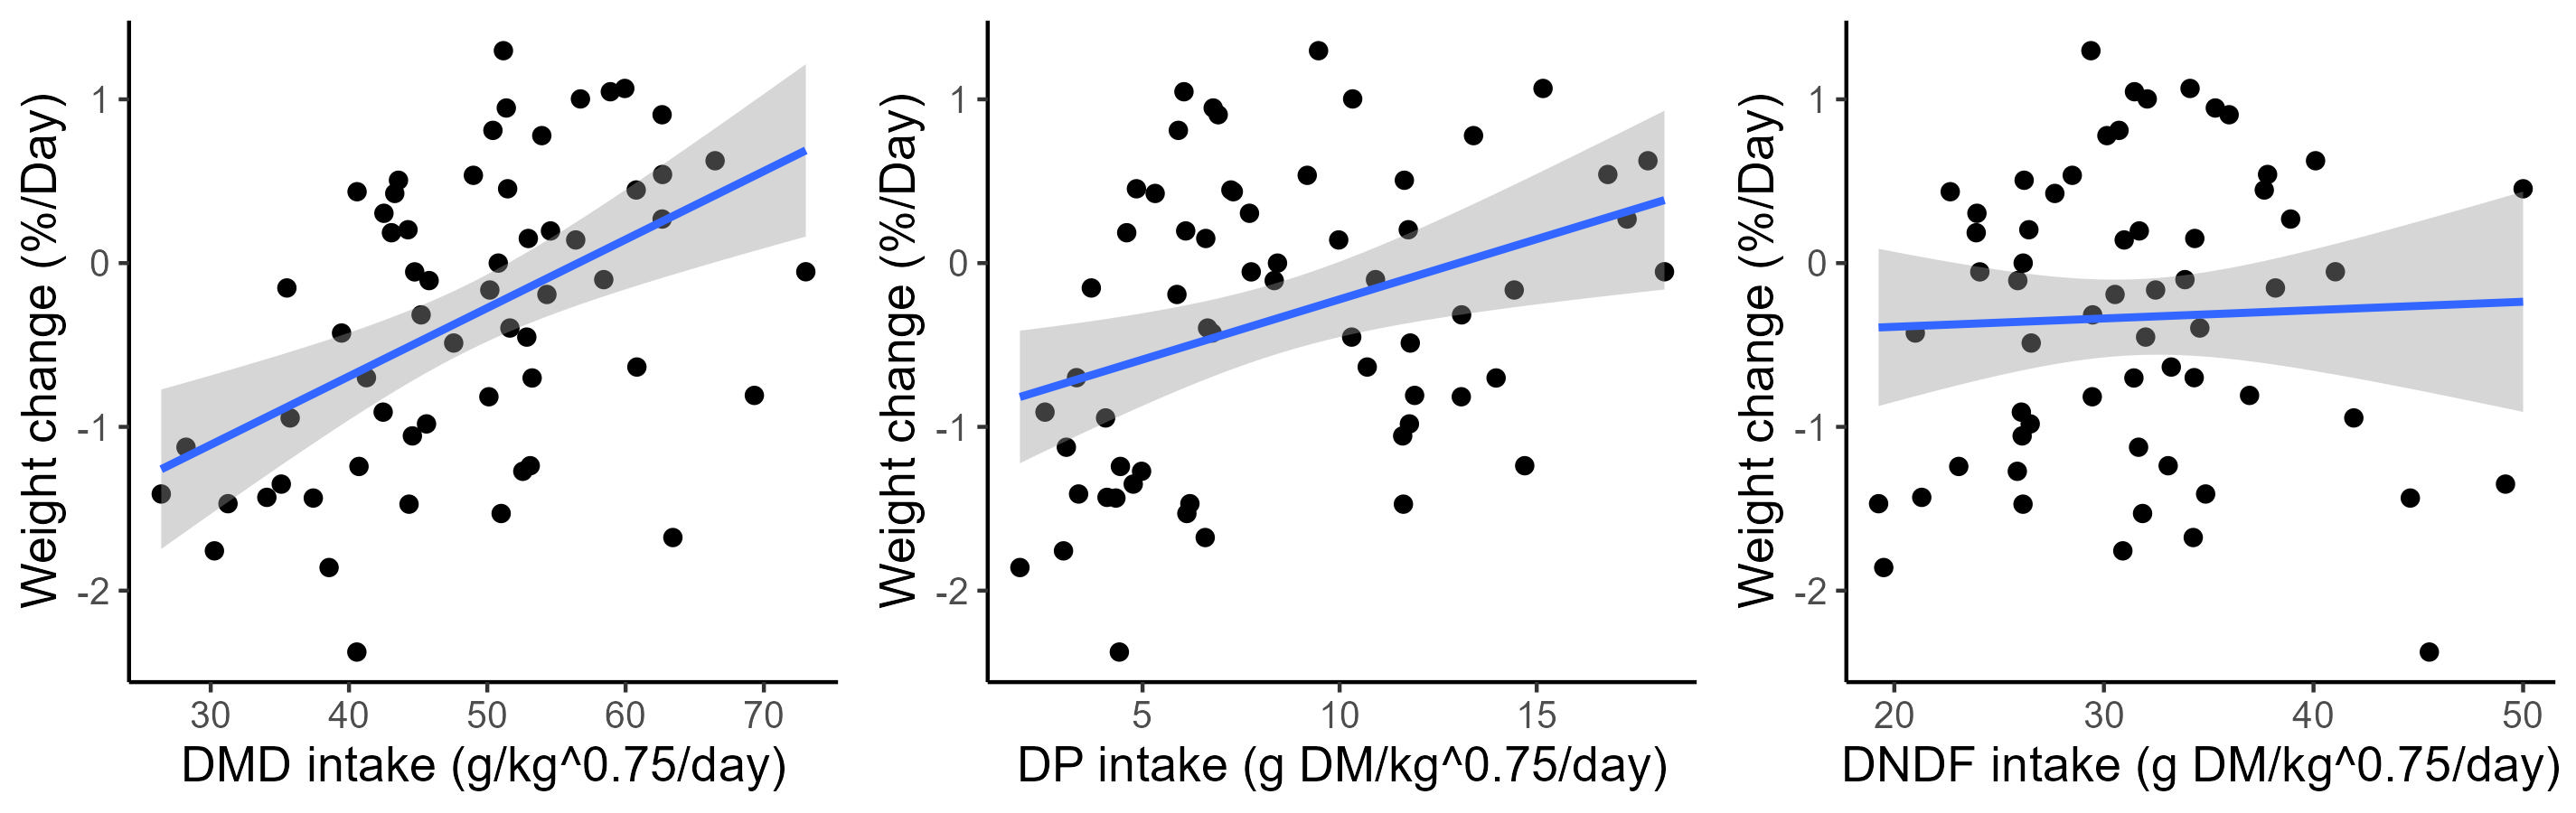 Weight change (%/Day)
1
0
-1
-2
30 40 50 60 70
DMD intake (g/kg^0.75/day)
Weight change (%/Day)
1
0
-1
-2
5 10 15
DP intake (g DM/kg^0.75/day)
Weight change (%/Day)
1
0
-1
-2
20 30 40 50
DNDF intake (g DM/kg^0.75/day)